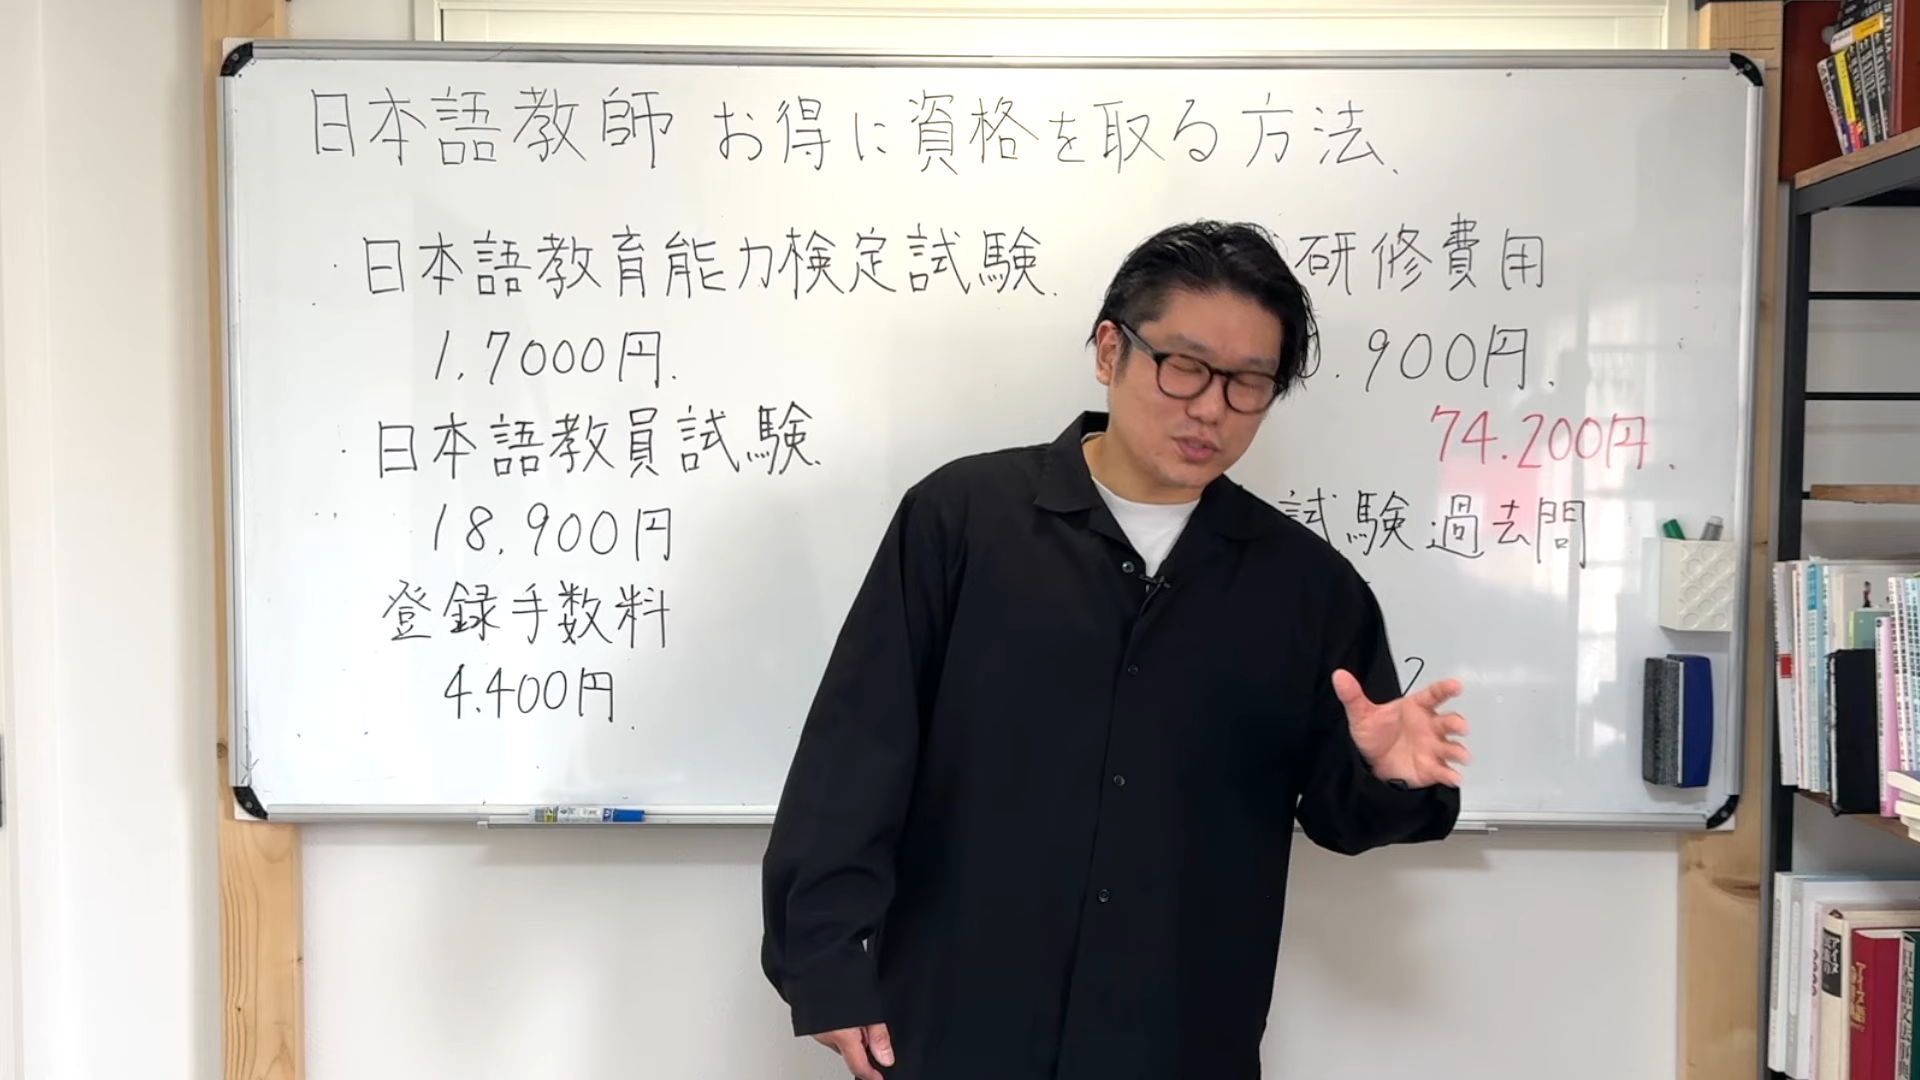 日本語教師 お得に資格を取る方法、
・日本語教育能力検定試験.
1,7000円.
・日本語教員試験.
18,900円
登録手数料
4,400円.
研修費用
.900円.
74.200円.
試験過去問